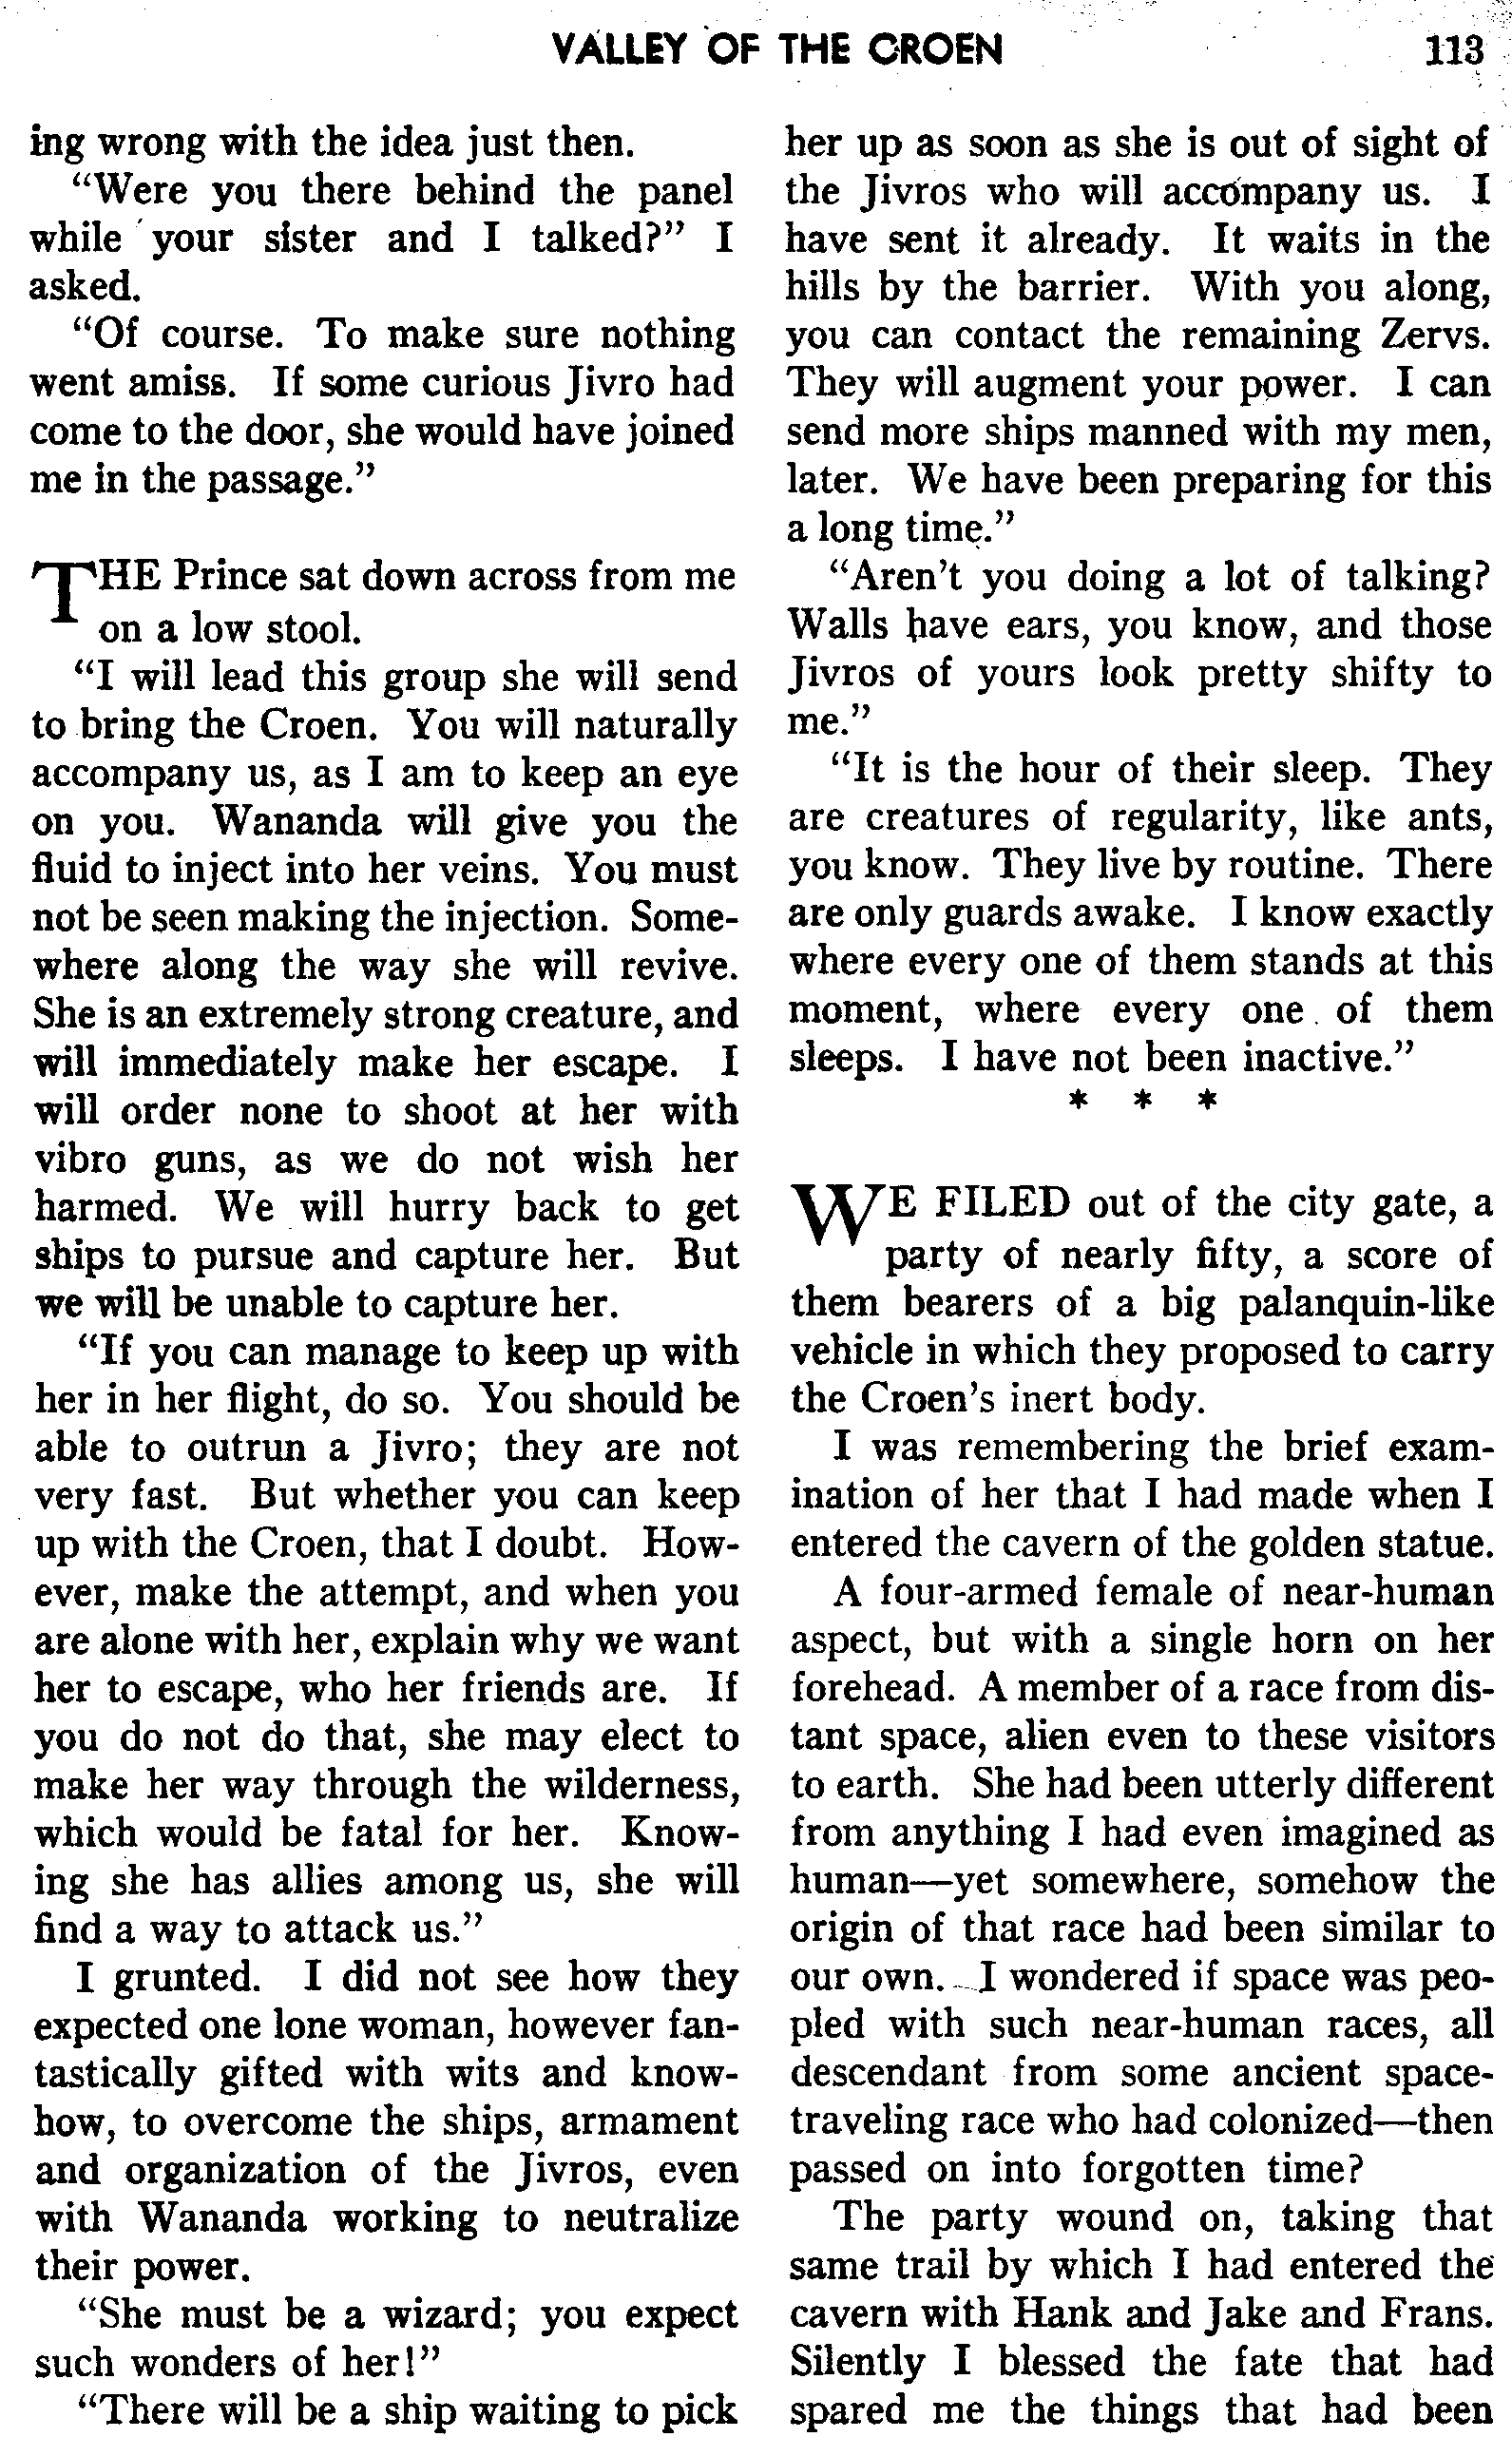 VALLEY OF THE CROEN 113
ing wrong with the idea just then.
"Were you there behind the panel
while your sister and I talked?" I
asked.
"Of course. To make sure nothing
went amiss. If some curious Jivro had
come to the door, she would have joined
me in the passage."
THE Prince sat down across from me
on a low stool.
"I will lead this group she will send
to bring the Croen. You will naturally
accompany us, as I am to keep an eye
on you. Wananda will give you the
fluid to inject into her veins. You must
not be seen making the injection. Some-
where along the way she will revive.
She is an extremely strong creature, and
will immediately make her escape. I
will order none to shoot at her with
vibro guns, as we do not wish her
harmed. We will hurry back to get
ships to pursue and capture her. But
we will be unable to capture her.
"If you can manage to keep up with
her in her flight, do so. You should be
able to outrun a Jivro; they are not
very fast. But whether you can keep
up with the Croen, that I doubt. How-
ever, make the attempt, and when you
are alone with her, explain why we want
her to escape, who her friends are. If
you do not do that, she may elect to
make her way through the wilderness,
which would be fatal for her. Know-
ing she has allies among us, she will
find a way to attack us."
I grunted. I did not see how they
expected one lone woman, however fan-
tastically gifted with wits and know-
how, to overcome the ships, armament
and organization of the Jivros, even
with Wananda working to neutralize
their power.
"She must be a wizard; you expect
such wonders of her!"
"There will be a ship waiting to pick
her up as soon as she is out of sight of
the Jivros who will accompany us. I
have sent it already. It waits in the
hills by the barrier. With you along,
you can contact the remaining Zervs.
They will augment your power. I can
send more ships manned with my men,
later. We have been preparing for this
a long time."
"Aren't you doing a lot of talking?
Walls have ears, you know, and those
Jivros of yours look pretty shifty to
me."
"It is the hour of their sleep. They
are creatures of regularity, like ants,
you know. They live by routine. There
are only guards awake. I know exactly
where every one of them stands at this
moment, where every one of them
sleeps. I have not been inactive."
* * *
WE FILED out of the city gate, a
party of nearly fifty, a score of
them bearers of a big palanquin-like
vehicle in which they proposed to carry
the Croen's inert body.
I was remembering the brief exam-
ination of her that I had made when I
entered the cavern of the golden statue.
A four-armed female of near-human
aspect, but with a single horn on her
forehead. A member of a race from dis-
tant space, alien even to these visitors
to earth. She had been utterly different
from anything I had even imagined as
human—yet somewhere, somehow the
origin of that race had been similar to
our own. I wondered if space was peo-
pled with such near-human races, all
descendant from some ancient space-
traveling race who had colonized—then
passed on into forgotten time?
The party wound on, taking that
same trail by which I had entered the
cavern with Hank and Jake and Frans.
Silently I blessed the fate that had
spared me the things that had been